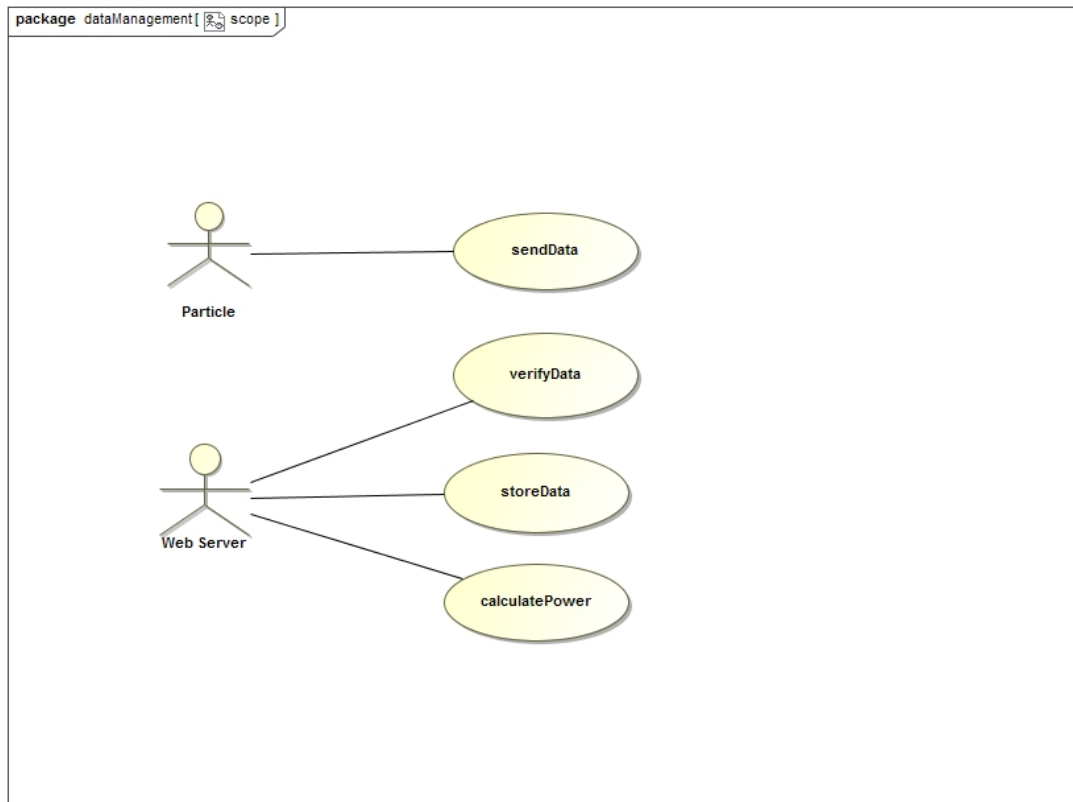 package dataManagement[ scope ]
sendData
Particle
verifyData
storeData
Web Server
calculatePower